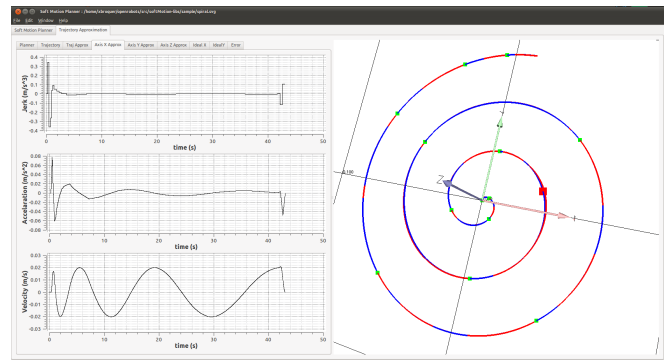 Soft Motion Planner : /home/xbroquer/openrobots/src/softMotion-libs/sample/spiral.svg
File Edit Window Help
Soft Motion Planner Trajectory Approximation
Planner Trajectory Traj Approx Axis X Approx Axis Y Approx Axis Z Approx Ideal X IdealY Error
Jerk (m/s^3)
0.4
0.3
0.2
0.1
0
-0.1
-0.2
-0.3
-0.4
0 10 20 30 40 50
time (s)
Acceleration (m/s^2)
0.08
0.06
0.04
0.02
0
-0.02
-0.04
-0.06
-0.08
0 10 20 30 40 50
time (s)
Velocity (m/s)
0.03
0.02
0.01
0
-0.01
-0.02
-0.03
0 10 20 30 40 50
time (s)
Z